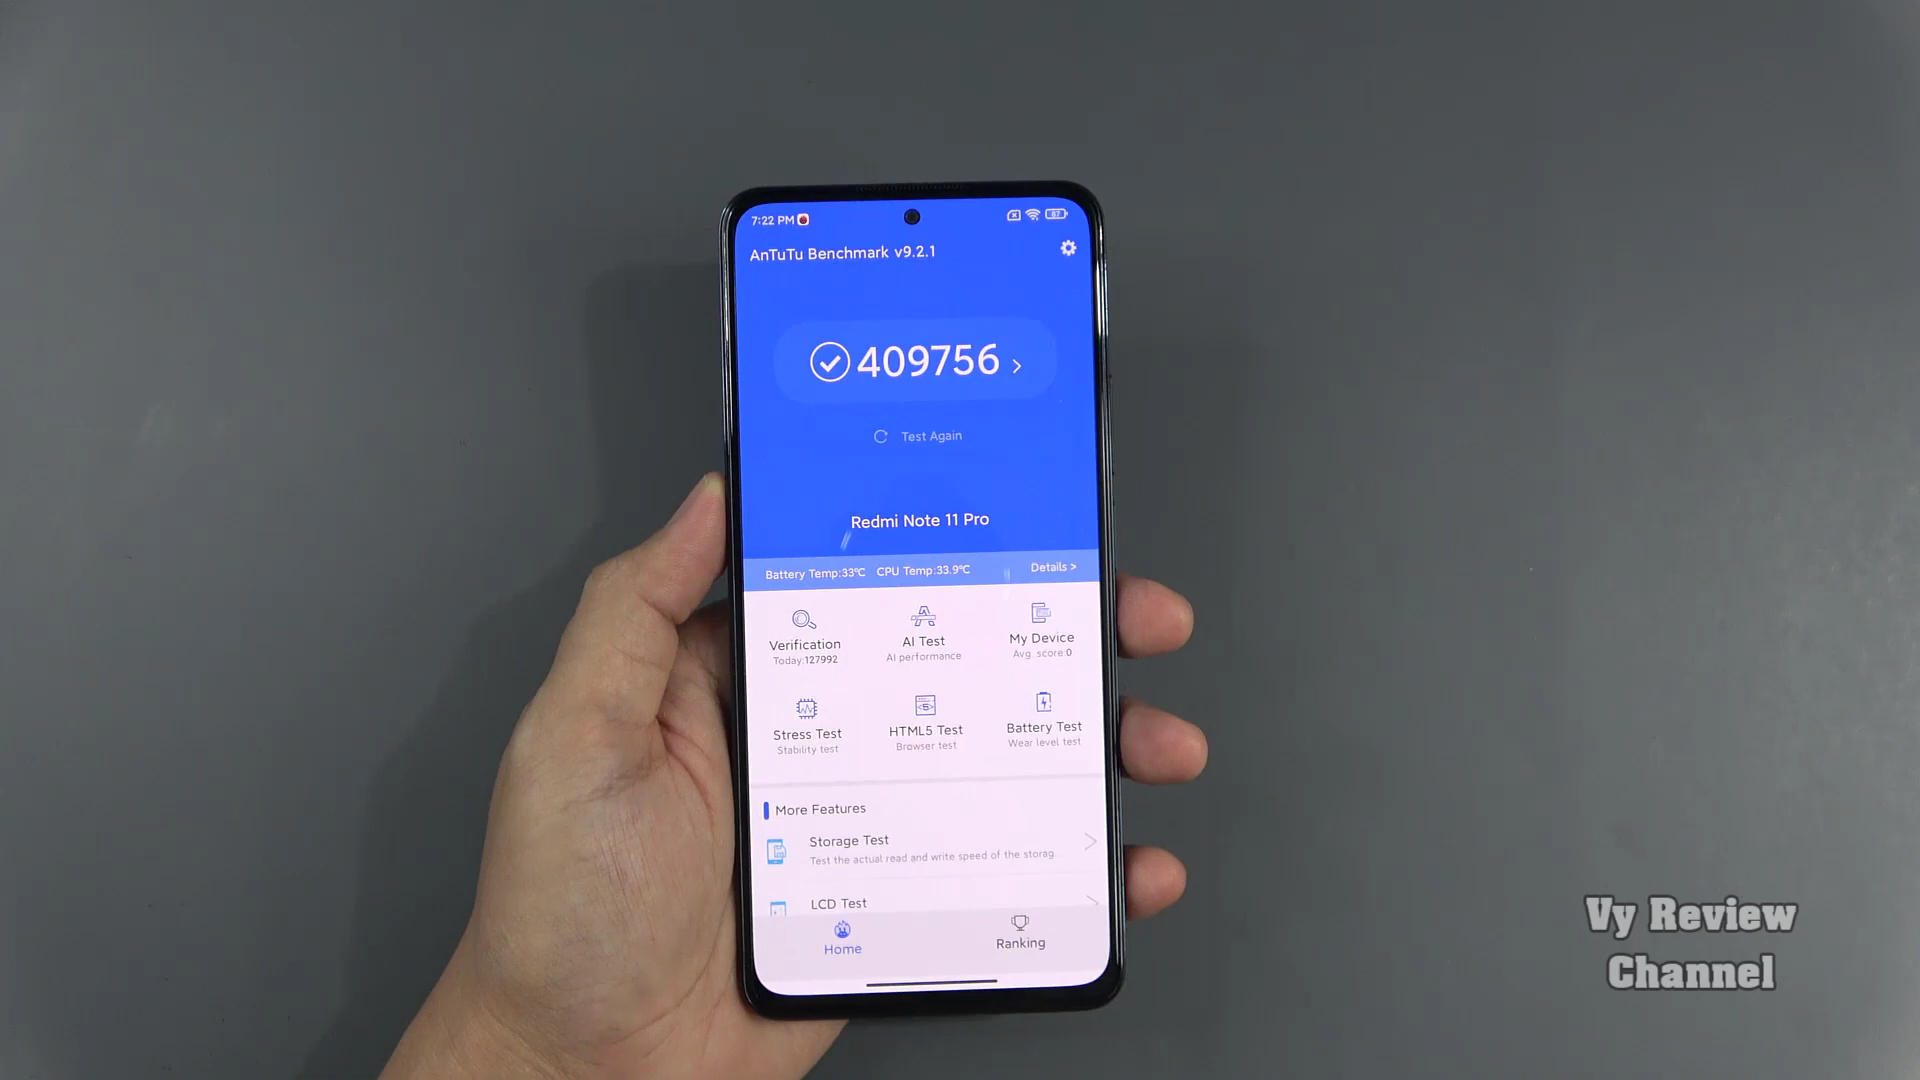 7:22 PM
87
AnTuTu Benchmark v9.2.1
409756 >
Test Again
Redmi Note 11 Pro
Battery Temp:33°C CPU Temp:33.9°C Details >
Verification AI Test My Device
Today:127992 AI performance Avg. score:0
Stress Test HTML5 Test Battery Test
Stability test Browser test Wear level test
More Features
Storage Test
Test the actual read and write speed of the storag
LCD Test
Home Ranking
Vy Review
Channel